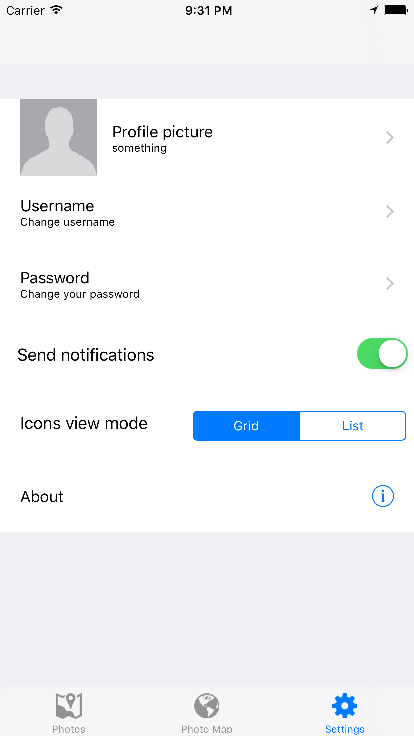 Carrier 9:31 PM
Profile picture
something
Username
Change username
Password
Change your password
Send notifications
Icons view mode Grid List
About
Photos Photo Map Settings